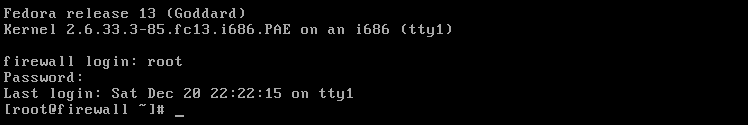 Fedora release 13 (Goddard)
Kernel 2.6.33.3-85.fc13.i686.PAE on an i686 (tty1)
firewall login: root
Password:
Last login: Sat Dec 20 22:22:15 on tty1
[root@firewall ~]# _